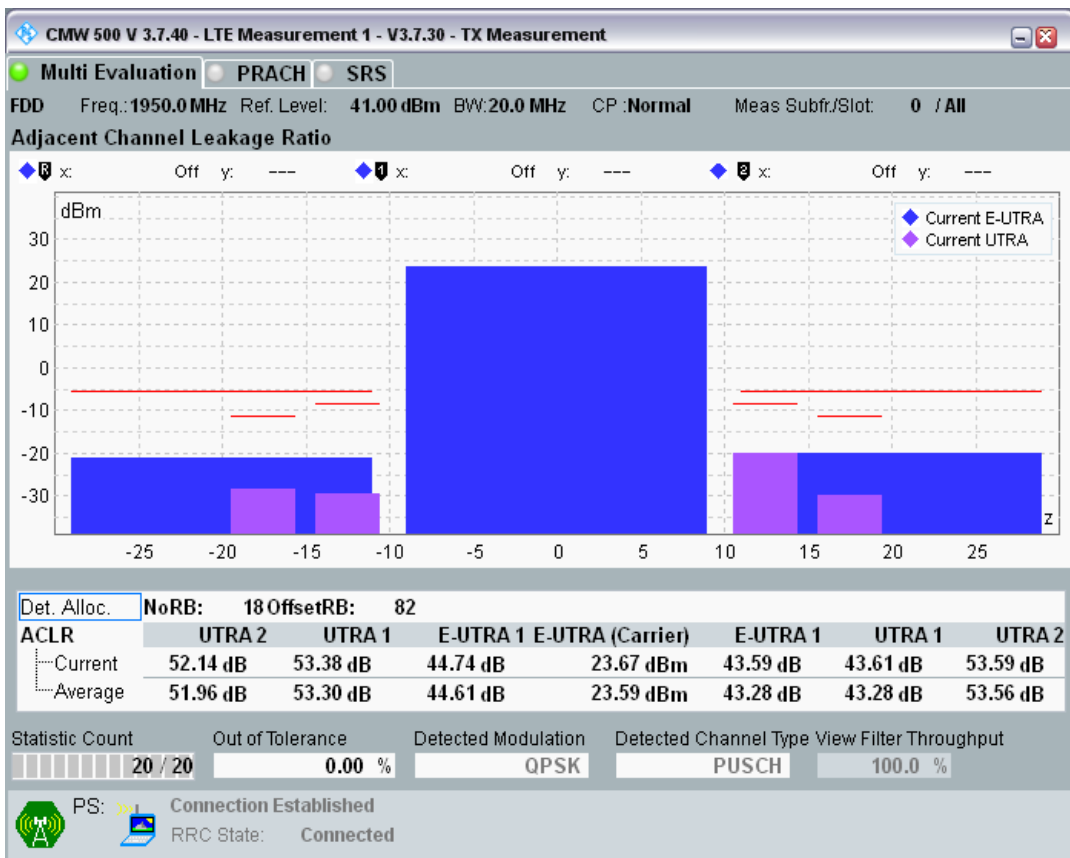 CMW 500 V 3.7.40 - LTE Measurement 1 - V3.7.30 - TX Measurement
Multi Evaluation PRACH SRS
FDD Freq.:1950.0 MHz Ref. Level: 41.00 dBm BW:20.0 MHz CP :Normal Meas Subfr./Slot: 0 / All
Adjacent Channel Leakage Ratio
R x: Off y: --- 1 x: Off y: --- 2 x: Off y: ---
dBm
Current E-UTRA
Current UTRA
30
20
10
0
-10
-20
-30
z
-25 -20 -15 -10 -5 0 5 10 15 20 25
Det. Alloc. NoRB: 18 OffsetRB: 82
ACLR UTRA 2 UTRA 1 E-UTRA 1 E-UTRA (Carrier) E-UTRA 1 UTRA 1 UTRA 2
Current 52.14 dB 53.38 dB 44.74 dB 23.67 dBm 43.59 dB 43.61 dB 53.59 dB
Average 51.96 dB 53.30 dB 44.61 dB 23.59 dBm 43.28 dB 43.28 dB 53.56 dB
Statistic Count Out of Tolerance Detected Modulation Detected Channel Type View Filter Throughput
20 / 20 0.00 % QPSK PUSCH 100.0 %
PS: Connection Established
RRC State: Connected